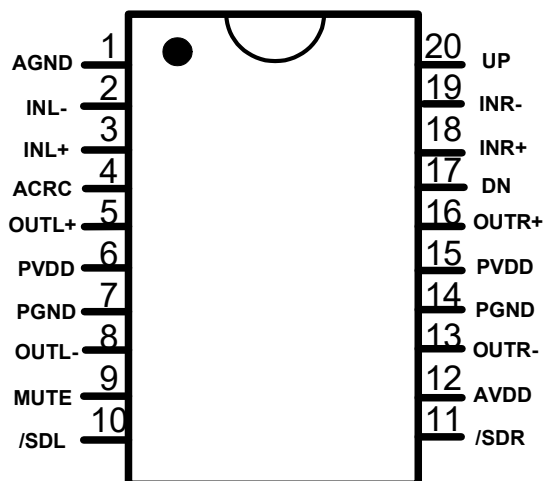 AGND 1 20 UP
INL- 2 19 INR-
INL+ 3 18 INR+
ACRC 4 17 DN
OUTL+ 5 16 OUTR+
PVDD 6 15 PVDD
PGND 7 14 PGND
OUTL- 8 13 OUTR-
MUTE 9 12 AVDD
/SDL 10 11 /SDR